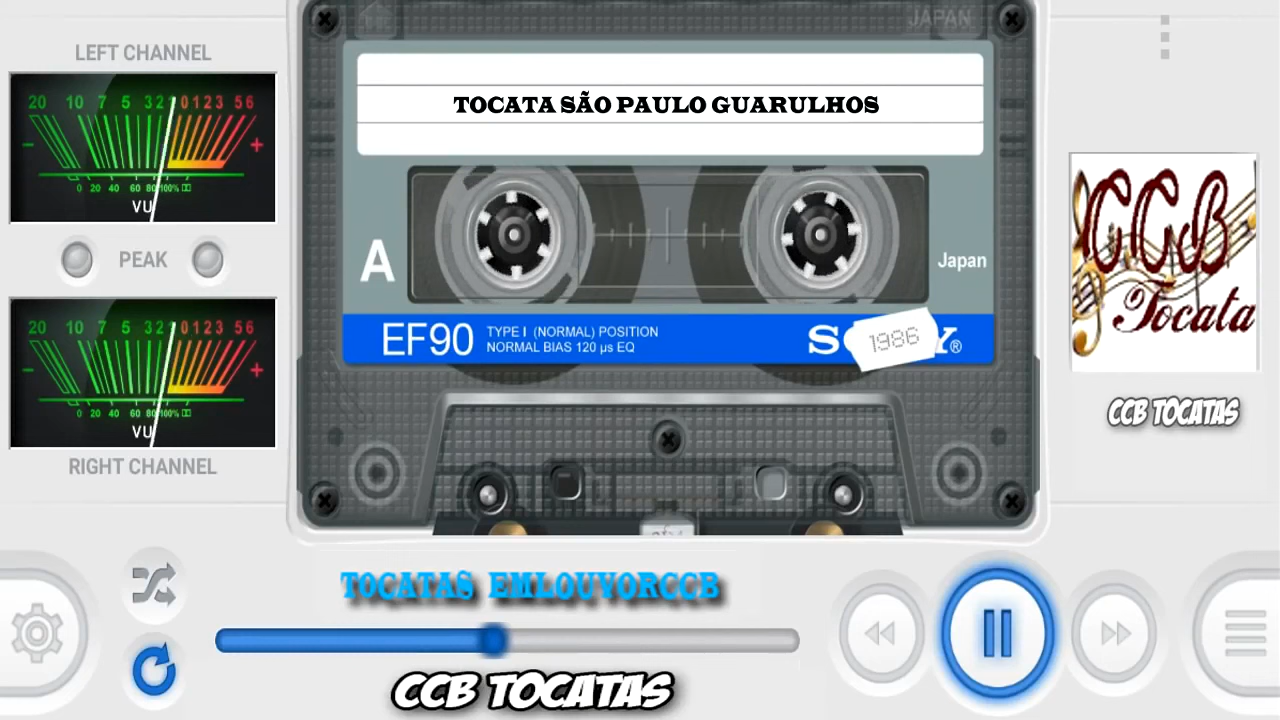 JAPAN
LEFT CHANNEL
20 10 7 5 3 2 1 0 1 2 3 5 6
- +
0 20 40 60 80 100%
VU
PEAK
20 10 7 5 3 2 1 0 1 2 3 5 6
- +
0 20 40 60 80 100%
VU
RIGHT CHANNEL
TOCATA SÃO PAULO GUARULHOS
A
Japan
EF90
TYPE I (NORMAL) POSITION
NORMAL BIAS 120 µs EQ
1986
®
CCB
Tocata
CCB TOCATAS
TOCATAS EMLOUVORCCB
CCB TOCATAS